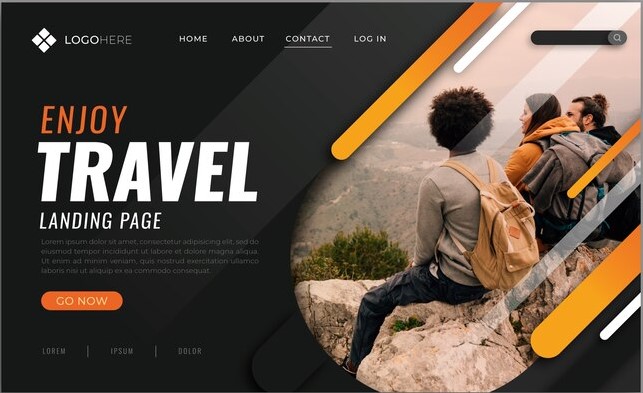 LOGOHERE
HOME ABOUT CONTACT LOG IN
ENJOY
TRAVEL
LANDING PAGE
Lorem ipsum dolor sit amet, consectetur adipisicing elit, sed do
eiusmod tempor incididunt ut labore et dolore magna aliqua.
Ut enim ad minim veniam, quis nostrud exercitation ullamco
laboris nisi ut aliquip ex ea commodo consequat.
GO NOW
LOREM IPSUM DOLOR